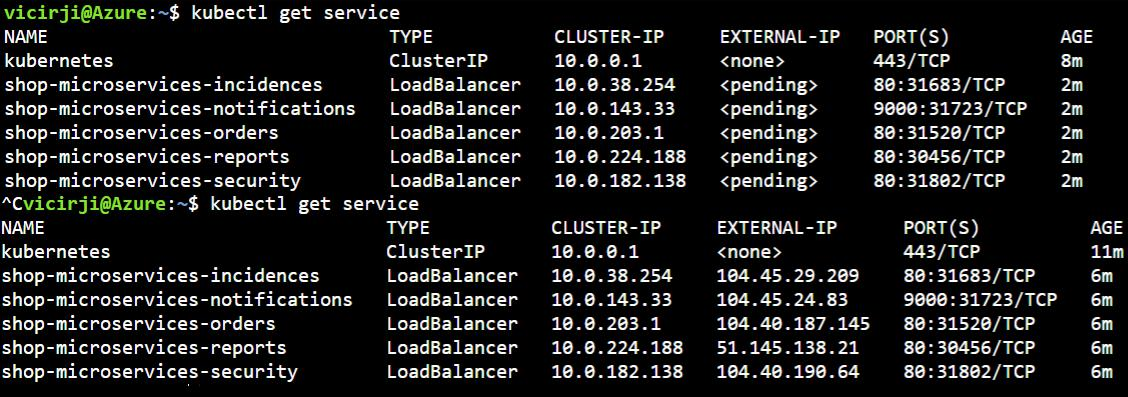 vicirji@Azure:~$ kubectl get service
NAME TYPE CLUSTER-IP EXTERNAL-IP PORT(S) AGE
kubernetes ClusterIP 10.0.0.1 <none> 443/TCP 8m
shop-microservices-incidences LoadBalancer 10.0.38.254 <pending> 80:31683/TCP 2m
shop-microservices-notifications LoadBalancer 10.0.143.33 <pending> 9000:31723/TCP 2m
shop-microservices-orders LoadBalancer 10.0.203.1 <pending> 80:31520/TCP 2m
shop-microservices-reports LoadBalancer 10.0.224.188 <pending> 80:30456/TCP 2m
shop-microservices-security LoadBalancer 10.0.182.138 <pending> 80:31802/TCP 2m
^Cvicirji@Azure:~$ kubectl get service
NAME TYPE CLUSTER-IP EXTERNAL-IP PORT(S) AGE
kubernetes ClusterIP 10.0.0.1 <none> 443/TCP 11m
shop-microservices-incidences LoadBalancer 10.0.38.254 104.45.29.209 80:31683/TCP 6m
shop-microservices-notifications LoadBalancer 10.0.143.33 104.45.24.83 9000:31723/TCP 6m
shop-microservices-orders LoadBalancer 10.0.203.1 104.40.187.145 80:31520/TCP 6m
shop-microservices-reports LoadBalancer 10.0.224.188 51.145.138.21 80:30456/TCP 6m
shop-microservices-security LoadBalancer 10.0.182.138 104.40.190.64 80:31802/TCP 6m